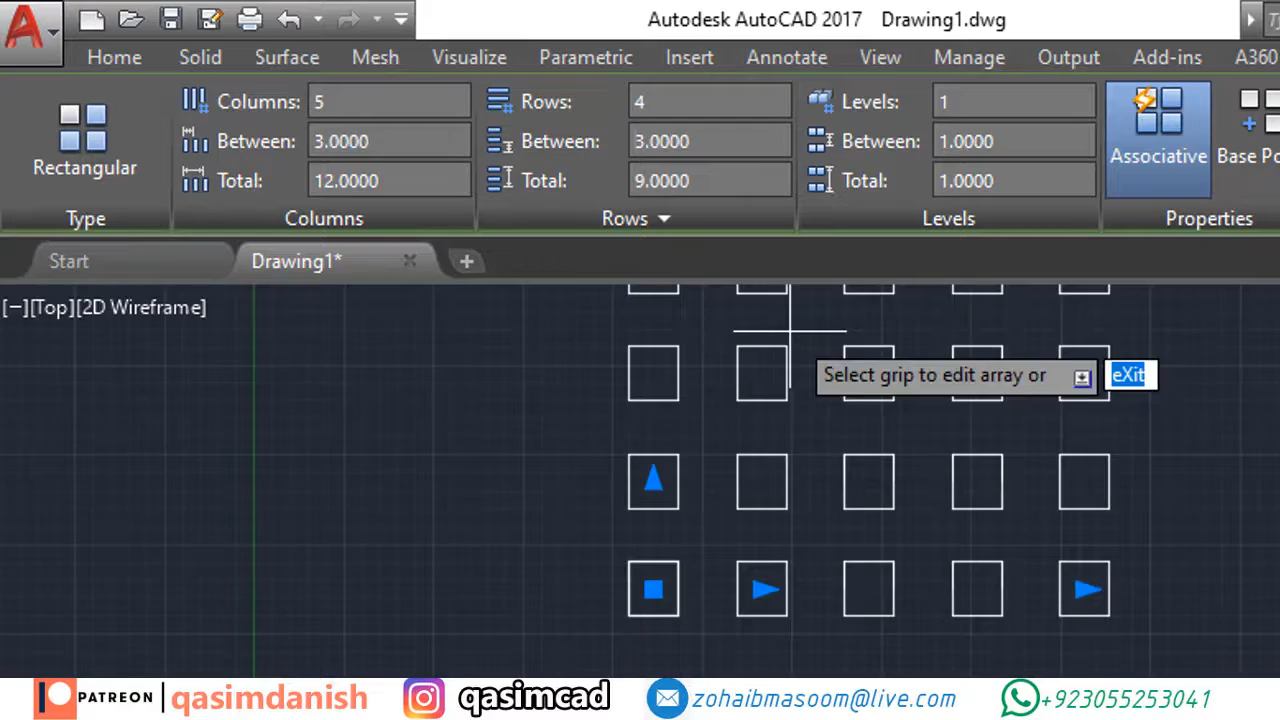 Autodesk AutoCAD 2017 Drawing1.dwg
Home Solid Surface Mesh Visualize Parametric Insert Annotate View Manage Output Add-ins A360
Columns: 5 Rows: 4 Levels: 1
Between: 3.0000 Between: 3.0000 Between: 1.0000
Rectangular Associative Base Po
Total: 12.0000 Total: 9.0000 Total: 1.0000
Type Columns Rows Levels Properties
Start Drawing1*
[−][Top][2D Wireframe]
Select grip to edit array or eXit
PATREON qasimdanish qasimcad zohaibmasoom@live.com +923055253041